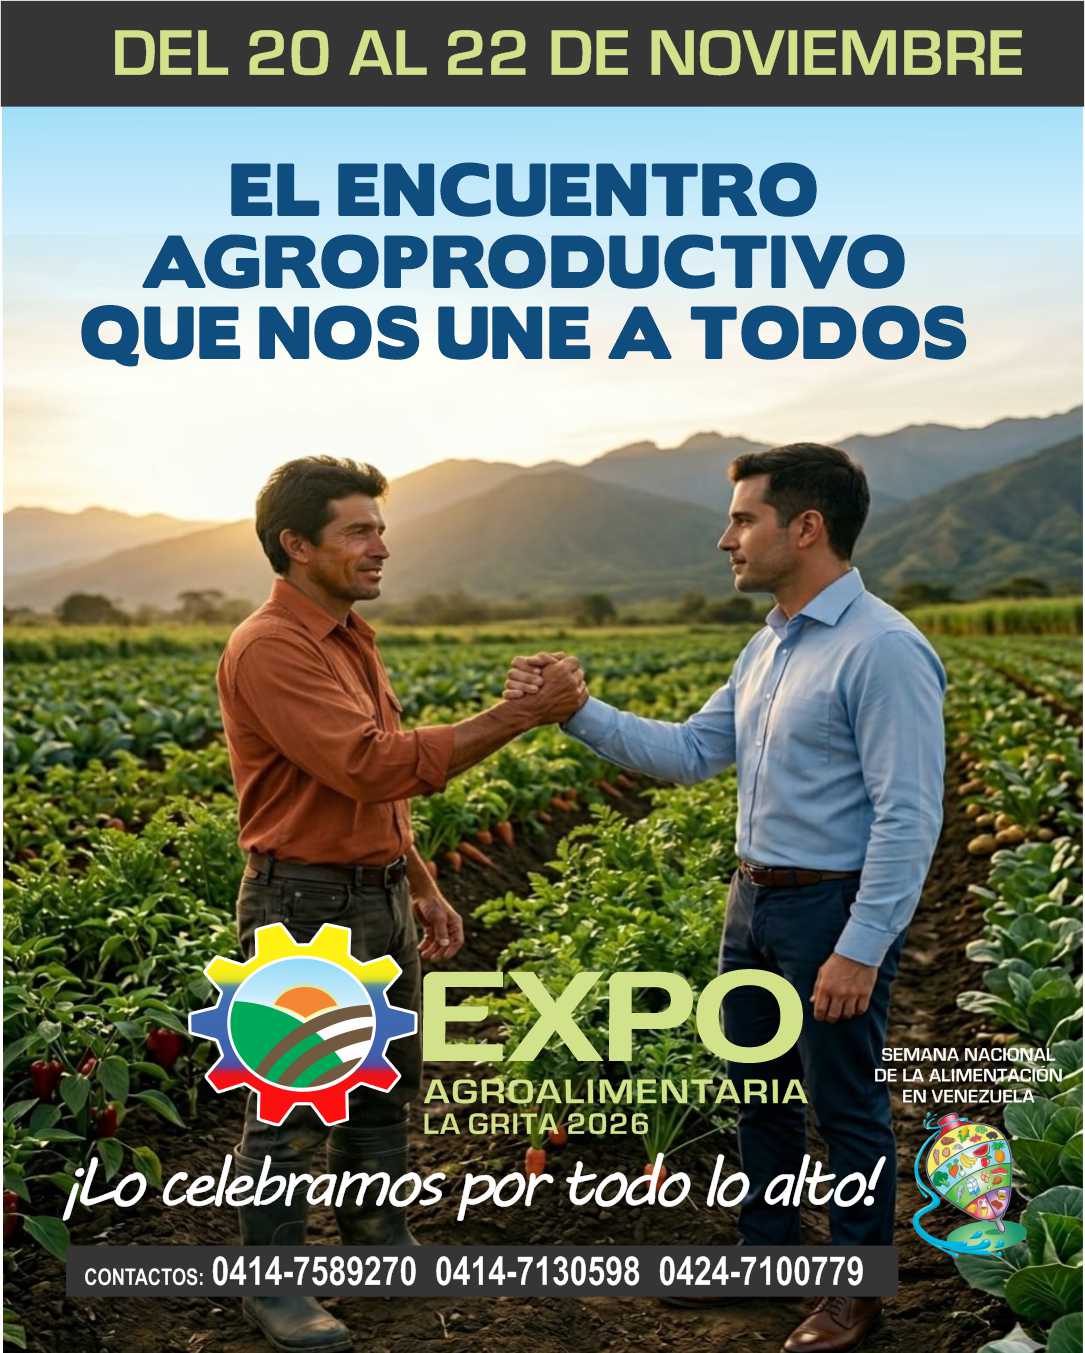 DEL 20 AL 22 DE NOVIEMBRE
EL ENCUENTRO
AGROPRODUCTIVO
QUE NOS UNE A TODOS
EXPO
AGROALIMENTARIA
LA GRITA 2026
SEMANA NACIONAL
DE LA ALIMENTACIÓN
EN VENEZUELA
¡Lo celebramos por todo lo alto!
CONTACTOS: 0414-7589270 0414-7130598 0424-7100779